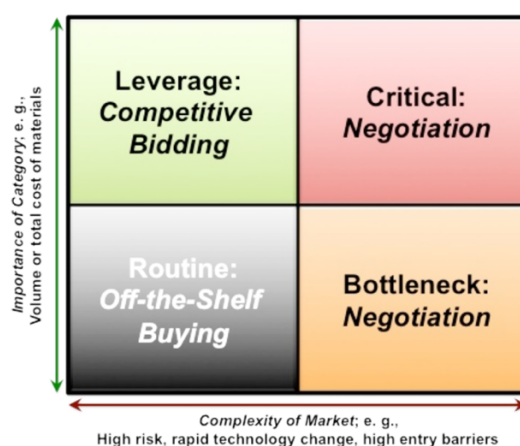 Importance of Category; e. g.,
Volume or total cost of materials
Leverage:
Competitive
Bidding
Critical:
Negotiation
Routine:
Off-the-Shelf
Buying
Bottleneck:
Negotiation
Complexity of Market; e. g.,
High risk, rapid technology change, high entry barriers